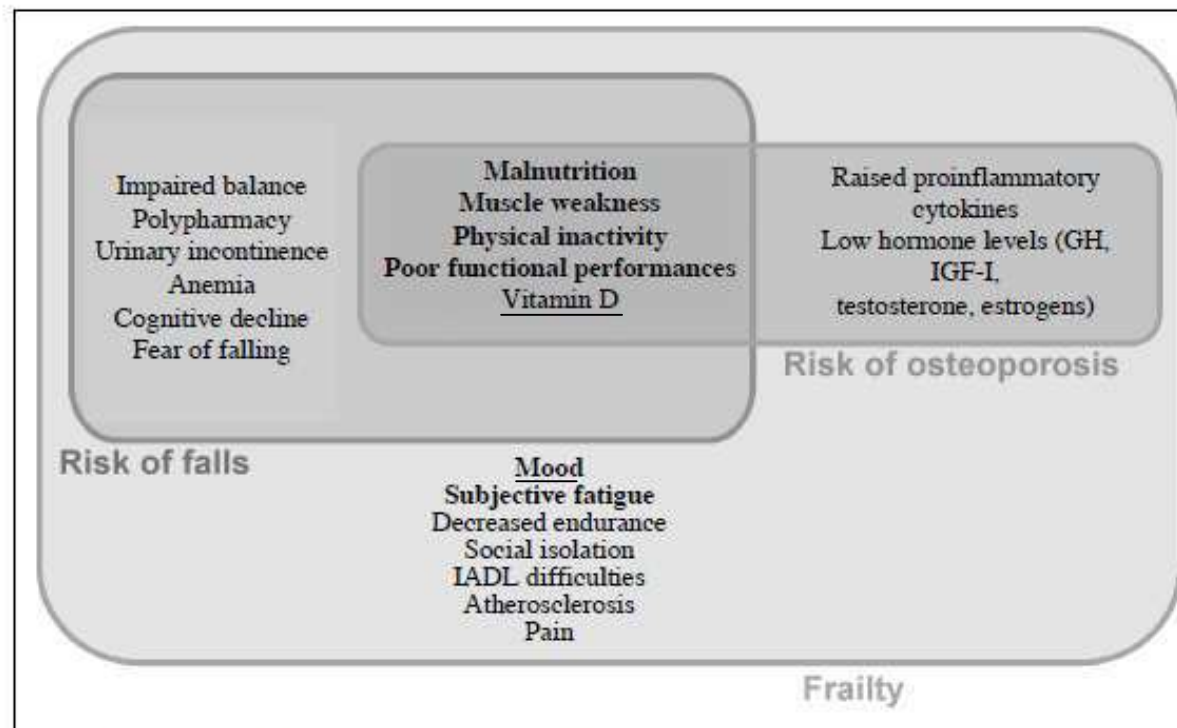 Impaired balance
Polypharmacy
Urinary incontinence
Anemia
Cognitive decline
Fear of falling
Malnutrition
Muscle weakness
Physical inactivity
Poor functional performances
Vitamin D
Raised proinflammatory
cytokines
Low hormone levels (GH,
IGF-I,
testosterone, estrogens)
Risk of osteoporosis
Risk of falls
Mood
Subjective fatigue
Decreased endurance
Social isolation
IADL difficulties
Atherosclerosis
Pain
Frailty